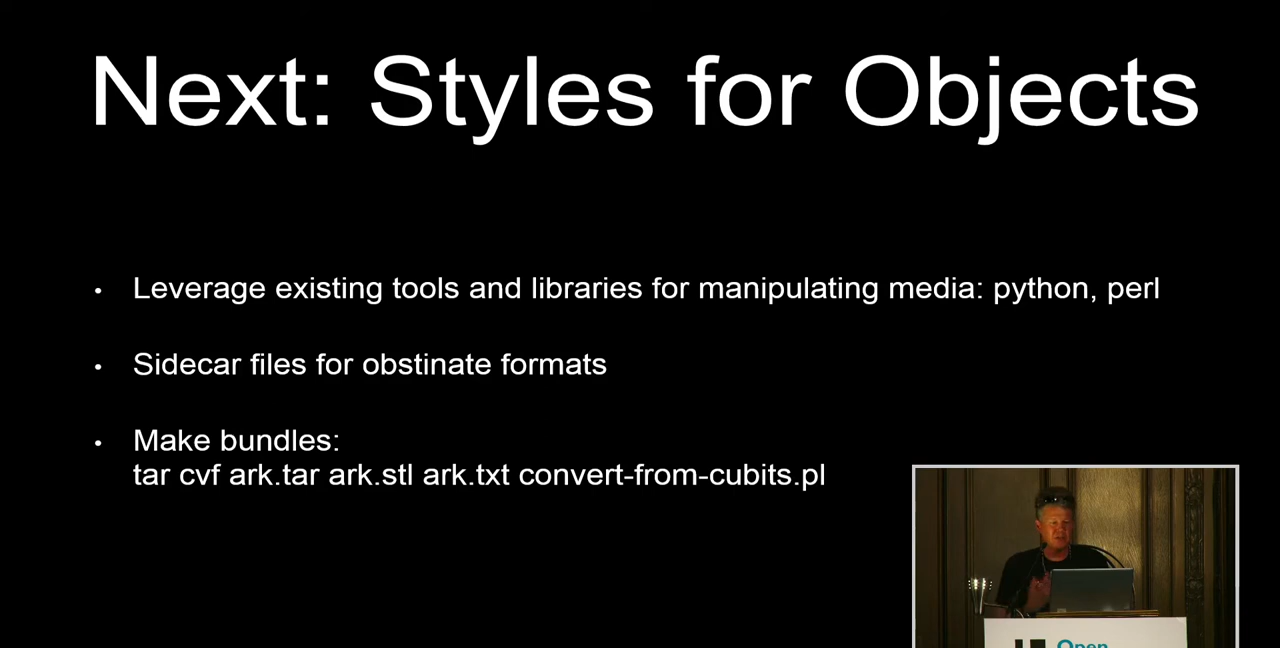 Next: Styles for Objects
• Leverage existing tools and libraries for manipulating media: python, perl
• Sidecar files for obstinate formats
• Make bundles:
tar cvf ark.tar ark.stl ark.txt convert-from-cubits.pl
Open